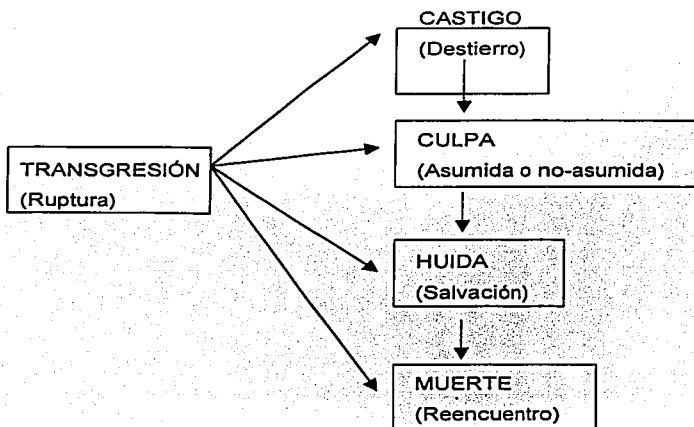 CASTIGO
(Destierro)
TRANSGRESIÓN
(Ruptura)
CULPA
(Asumida o no-asumida)
HUIDA
(Salvación)
MUERTE
(Reencuentro)